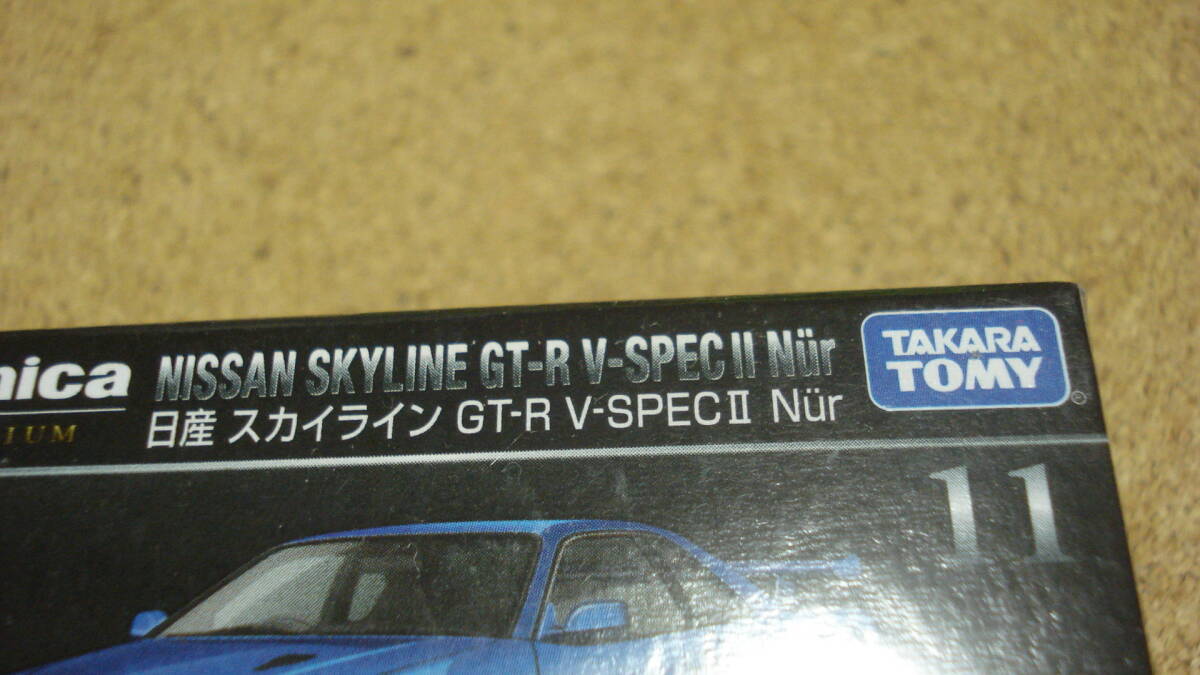 nica
IUM
NISSAN SKYLINE GT-R V-SPEC II Nür
日産 スカイライン GT-R V-SPECⅡ Nür
TAKARA
TOMY
®
11